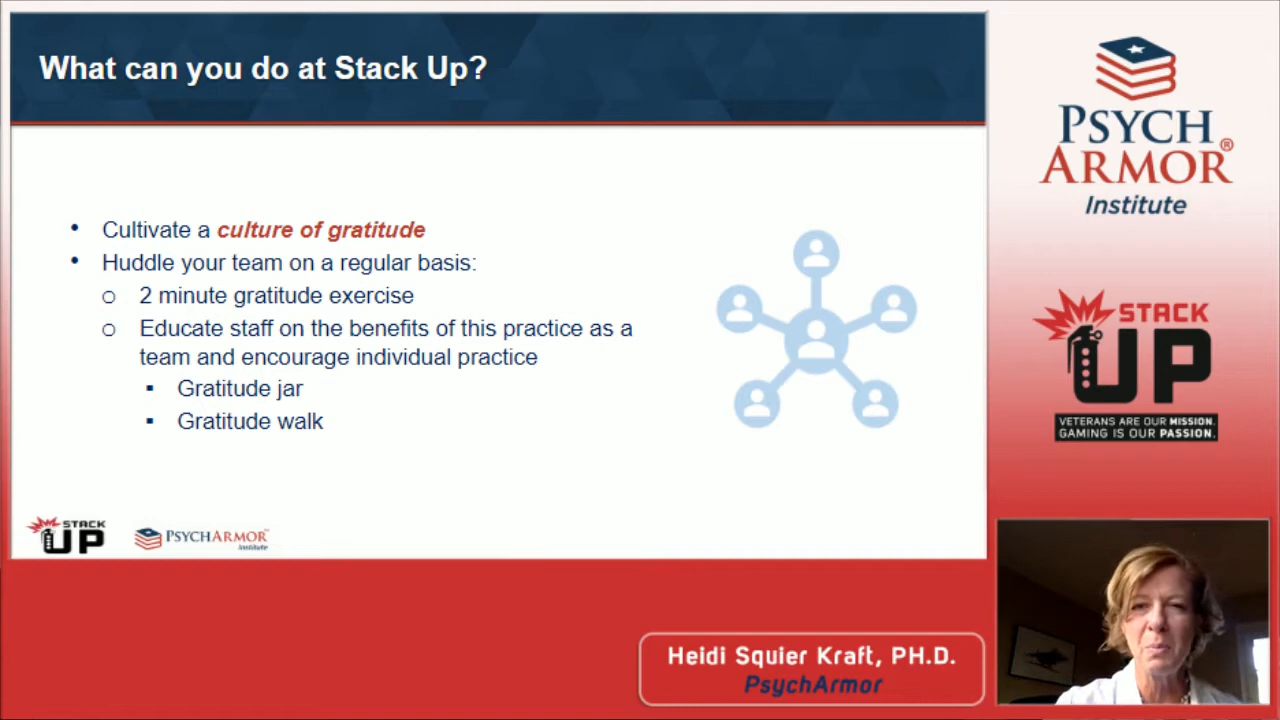 What can you do at Stack Up?
• Cultivate a culture of gratitude
• Huddle your team on a regular basis:
o 2 minute gratitude exercise
o Educate staff on the benefits of this practice as a
team and encourage individual practice
▪ Gratitude jar
▪ Gratitude walk
STACK
UP
PSYCHARMOR™
Institute
PSYCH
ARMOR®
Institute
STACK
UP
VETERANS ARE OUR MISSION.
GAMING IS OUR PASSION.
Heidi Squier Kraft, PH.D.
PsychArmor